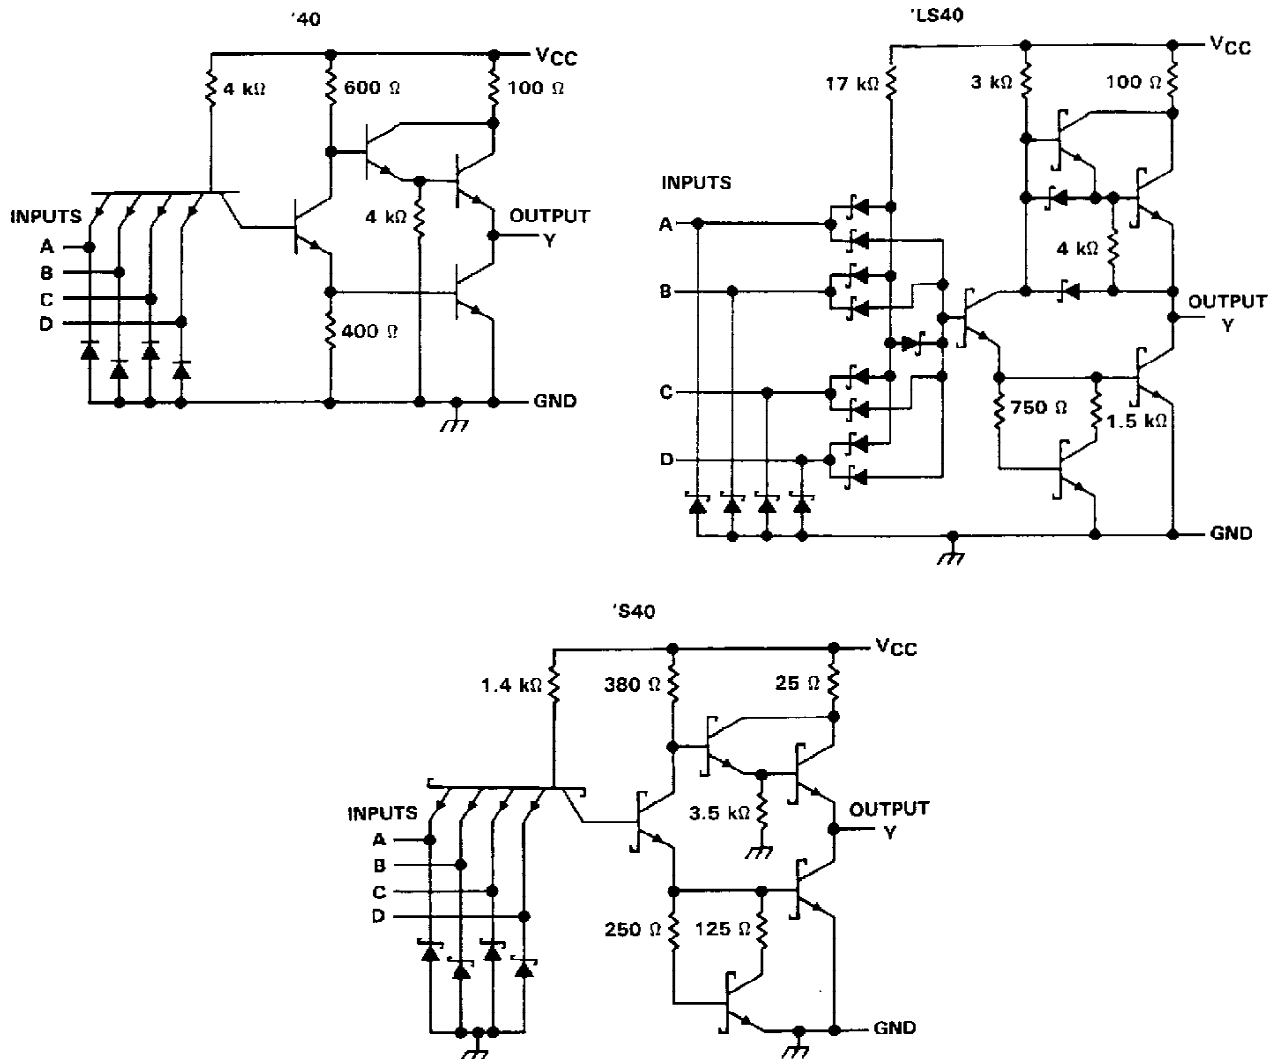 '40
VCC
4 kΩ
600 Ω
100 Ω
INPUTS
A
B
C
D
4 kΩ
OUTPUT
Y
400 Ω
GND
'LS40
VCC
17 kΩ
3 kΩ
100 Ω
INPUTS
A
B
C
D
4 kΩ
OUTPUT
Y
750 Ω
1.5 kΩ
GND
'S40
VCC
1.4 kΩ
380 Ω
25 Ω
INPUTS
A
B
C
D
3.5 kΩ
OUTPUT
Y
250 Ω
125 Ω
GND